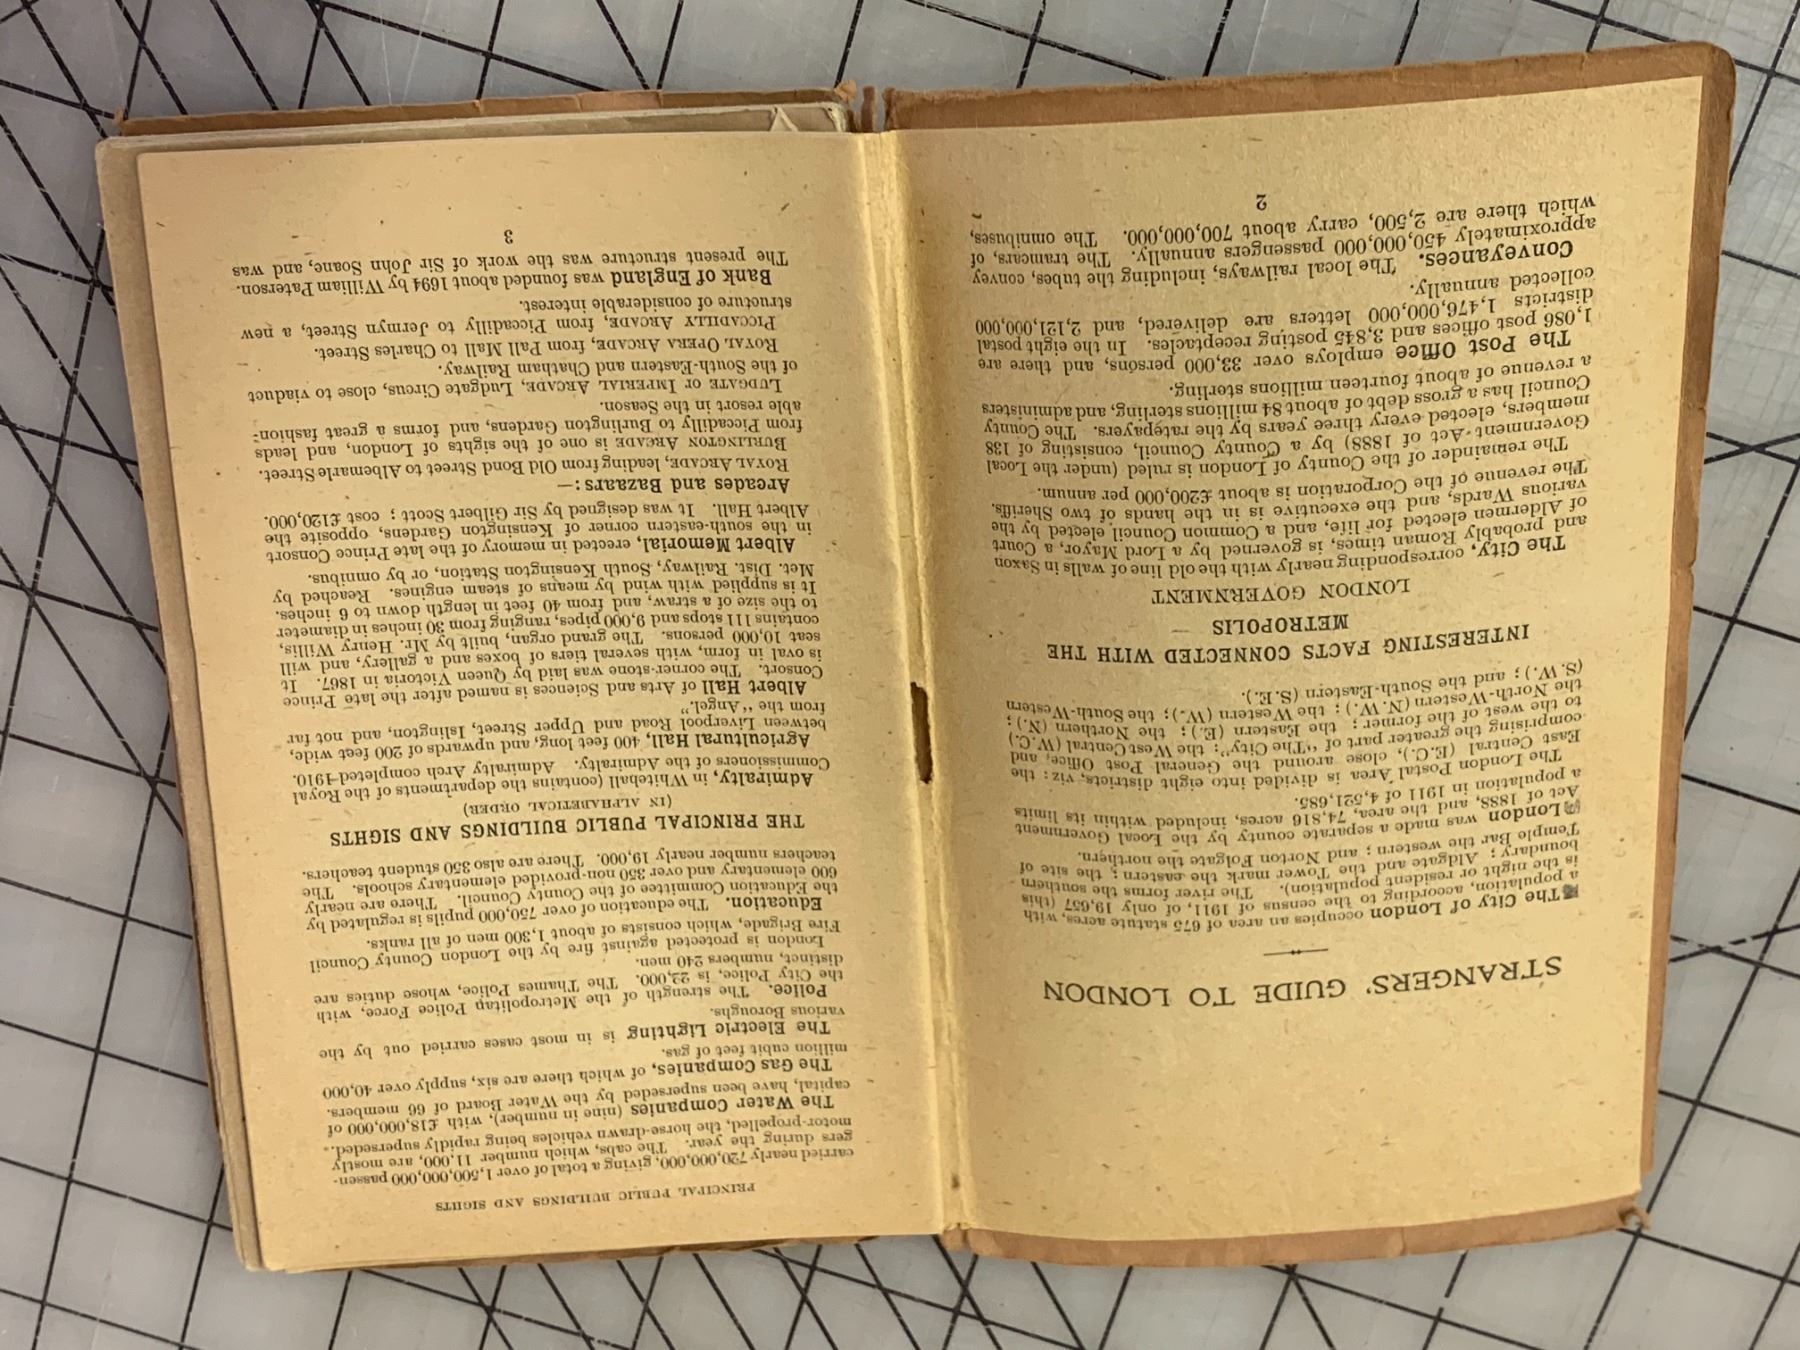 STRANGERS' GUIDE TO LONDON
The City of London occupies an area of 675 statute acres, with
a population, according to the census of 1911, of only 19,657 (this
is the night or resident population). The river forms the southern
boundary; Aldgate and the Tower mark the eastern; the site of
Temple Bar the western; and Norton Folgate the northern.
London was made a separate county by the Local Government
Act of 1888, and the area, 74,816 acres, included within its limits
a population in 1911 of 4,521,685.
The London Postal Area is divided into eight districts, viz: the
East Central (E.C.), close around the General Post Office, and
comprising the greater part of "The City"; the West Central (W.C.)
to the west of the former; the Eastern (E.); the Northern (N.);
the North-Western (N.W.); the Western (W.); the South-Western
(S.W.); and the South-Eastern (S.E.).
INTERESTING FACTS CONNECTED WITH THE
METROPOLIS
LONDON GOVERNMENT
The City, corresponding nearly with the old line of walls in Saxon
and probably Roman times, is governed by a Lord Mayor, a Court
of Aldermen elected for life, and a Common Council elected by the
various Wards, and the executive is in the hands of two Sheriffs.
The revenue of the Corporation is about £200,000 per annum.
The remainder of the County of London is ruled (under the Local
Government Act of 1888) by a County Council, consisting of 138
members, elected every three years by the ratepayers. The County
Council has a gross debt of about 84 millions sterling, and administers
a revenue of about fourteen millions sterling.
The Post Office employs over 33,000 persons, and there are
1,086 post offices and 3,845 posting receptacles. In the eight postal
districts 1,476,000,000 letters are delivered, and 2,121,000,000
collected annually.
Conveyances. The local railways, including the tubes, convey
approximately 450,000,000 passengers annually. The tramcars, of
which there are 2,500, carry about 700,000,000. The omnibuses,
2
PRINCIPAL PUBLIC BUILDINGS AND SIGHTS
carried nearly 720,000,000, giving a total of over 1,500,000,000 passen-
gers during the year. The cabs, which number 11,000, are mostly
motor-propelled, the horse-drawn vehicles being rapidly superseded.
The Water Companies (nine in number), with £18,000,000 of
capital, have been superseded by the Water Board of 66 members.
The Gas Companies, of which there are six, supply over 40,000
million cubit feet of gas.
The Electric Lighting is in most cases carried out by the
various Boroughs.
Police. The strength of the Metropolitan Police Force, with
the City Police, is 22,000. The Thames Police, whose duties are
distinct, numbers 240 men.
London is protected against fire by the London County Council
Fire Brigade, which consists of about 1,300 men of all ranks.
Education. The education of over 750,000 pupils is regulated by
the Education Committee of the County Council. There are nearly
600 elementary and over 350 non-provided elementary schools. The
teachers number nearly 19,000. There are also 350 student teachers.
THE PRINCIPAL PUBLIC BUILDINGS AND SIGHTS
(IN ALPHABETICAL ORDER)
Admiralty, in Whitehall (contains the departments of the Royal
Commissioners of the Admiralty. Admiralty Arch completed 1910.
Agricultural Hall, 400 feet long, and upwards of 200 feet wide,
between Liverpool Road and Upper Street, Islington, and not far
from the "Angel."
Albert Hall of Arts and Sciences is named after the late Prince
Consort. The corner-stone was laid by Queen Victoria in 1867. It
is oval in form, with several tiers of boxes and a gallery, and will
seat 10,000 persons. The grand organ, built by Mr. Henry Willis,
contains 111 stops and 9,000 pipes, ranging from 30 inches in diameter
to the size of a straw, and from 40 feet in length down to 6 inches.
It is supplied with wind by means of steam engines. Reached by
Met. Dist. Railway, South Kensington Station, or by omnibus.
Albert Memorial, erected in memory of the late Prince Consort
in the south-eastern corner of Kensington Gardens, opposite the
Albert Hall. It was designed by Sir Gilbert Scott; cost £120,000.
Arcades and Bazaars:—
ROYAL ARCADE, leading from Old Bond Street to Albemarle Street.
BURLINGTON ARCADE is one of the sights of London, and leads
from Piccadilly to Burlington Gardens, and forms a great fashion-
able resort in the Season.
LUDGATE OR IMPERIAL ARCADE, Ludgate Circus, close to viaduct
of the South-Eastern and Chatham Railway.
ROYAL OPERA ARCADE, from Pall Mall to Charles Street.
PICCADILLY ARCADE, from Piccadilly to Jermyn Street, a new
structure of considerable interest.
Bank of England was founded about 1694 by William Paterson.
The present structure was the work of Sir John Soane, and was
3